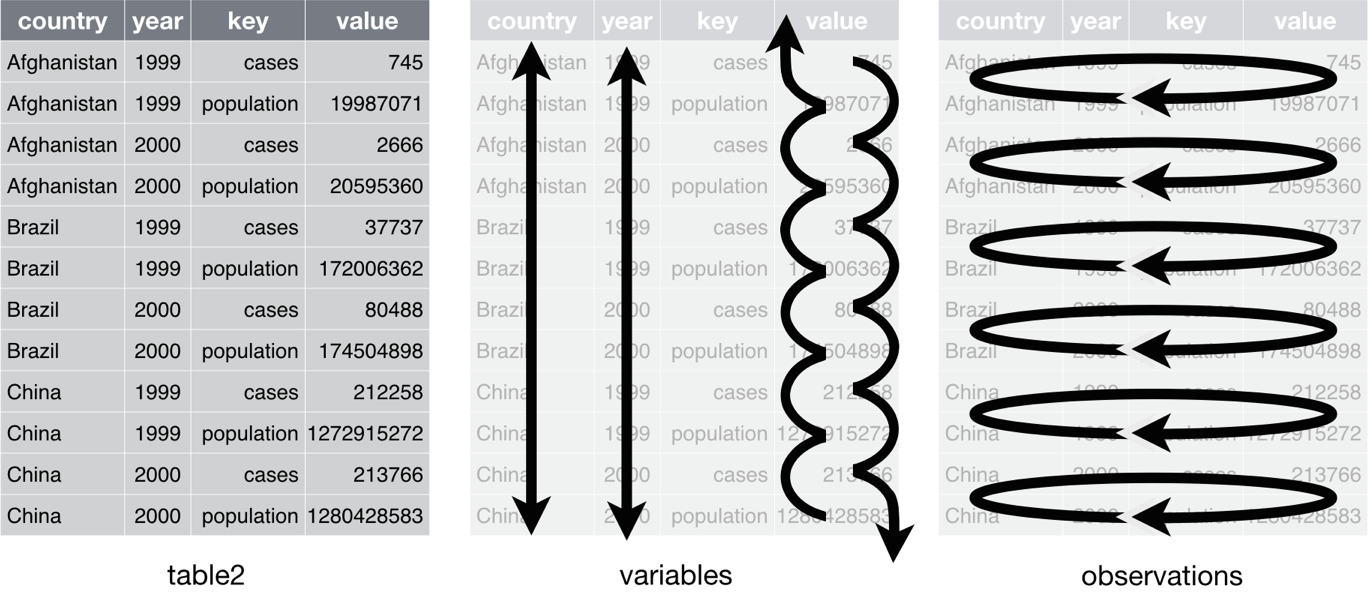 country year key value
Afghanistan 1999 cases 745
Afghanistan 1999 population 19987071
Afghanistan 2000 cases 2666
Afghanistan 2000 population 20595360
Brazil 1999 cases 37737
Brazil 1999 population 172006362
Brazil 2000 cases 80488
Brazil 2000 population 174504898
China 1999 cases 212258
China 1999 population 1272915272
China 2000 cases 213766
China 2000 population 1280428583
table2
country year key value
Afghanistan 1999 cases 745
Afghanistan 1999 population 19987071
Afghanistan 2000 cases 2666
Afghanistan 2000 population 20595360
Brazil 1999 cases 37737
Brazil 1999 population 172006362
Brazil 2000 cases 80488
Brazil 2000 population 174504898
China 1999 cases 212258
China 1999 population 1272915272
China 2000 cases 213766
China 2000 population 1280428583
variables
country year key value
Afghanistan 1999 cases 745
Afghanistan 1999 population 19987071
Afghanistan 2000 cases 2666
Afghanistan 2000 population 20595360
Brazil 1999 cases 37737
Brazil 1999 population 172006362
Brazil 2000 cases 80488
Brazil 2000 population 174504898
China 1999 cases 212258
China 1999 population 1272915272
China 2000 cases 213766
China 2000 population 1280428583
observations